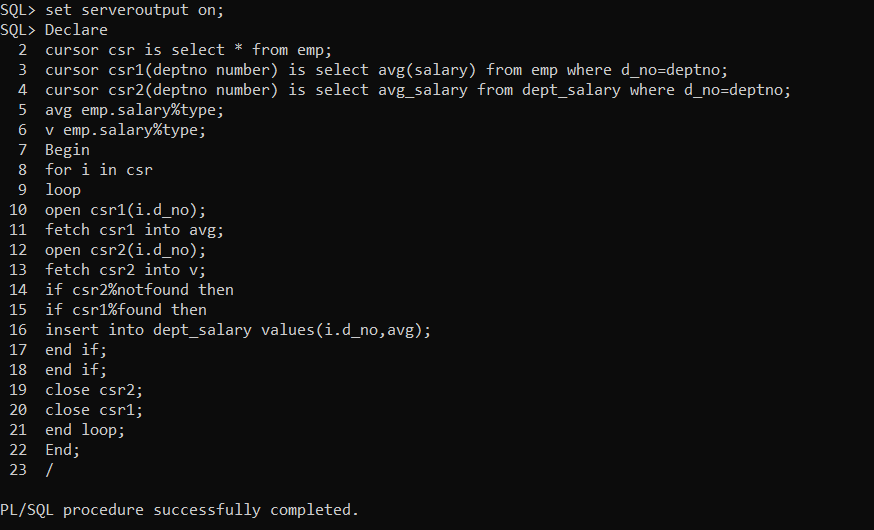 SQL> set serveroutput on;
SQL> Declare
2 cursor csr is select * from emp;
3 cursor csr1(deptno number) is select avg(salary) from emp where d_no=deptno;
4 cursor csr2(deptno number) is select avg_salary from dept_salary where d_no=deptno;
5 avg emp.salary%type;
6 v emp.salary%type;
7 Begin
8 for i in csr
9 loop
10 open csr1(i.d_no);
11 fetch csr1 into avg;
12 open csr2(i.d_no);
13 fetch csr2 into v;
14 if csr2%notfound then
15 if csr1%found then
16 insert into dept_salary values(i.d_no,avg);
17 end if;
18 end if;
19 close csr2;
20 close csr1;
21 end loop;
22 End;
23 /
PL/SQL procedure successfully completed.